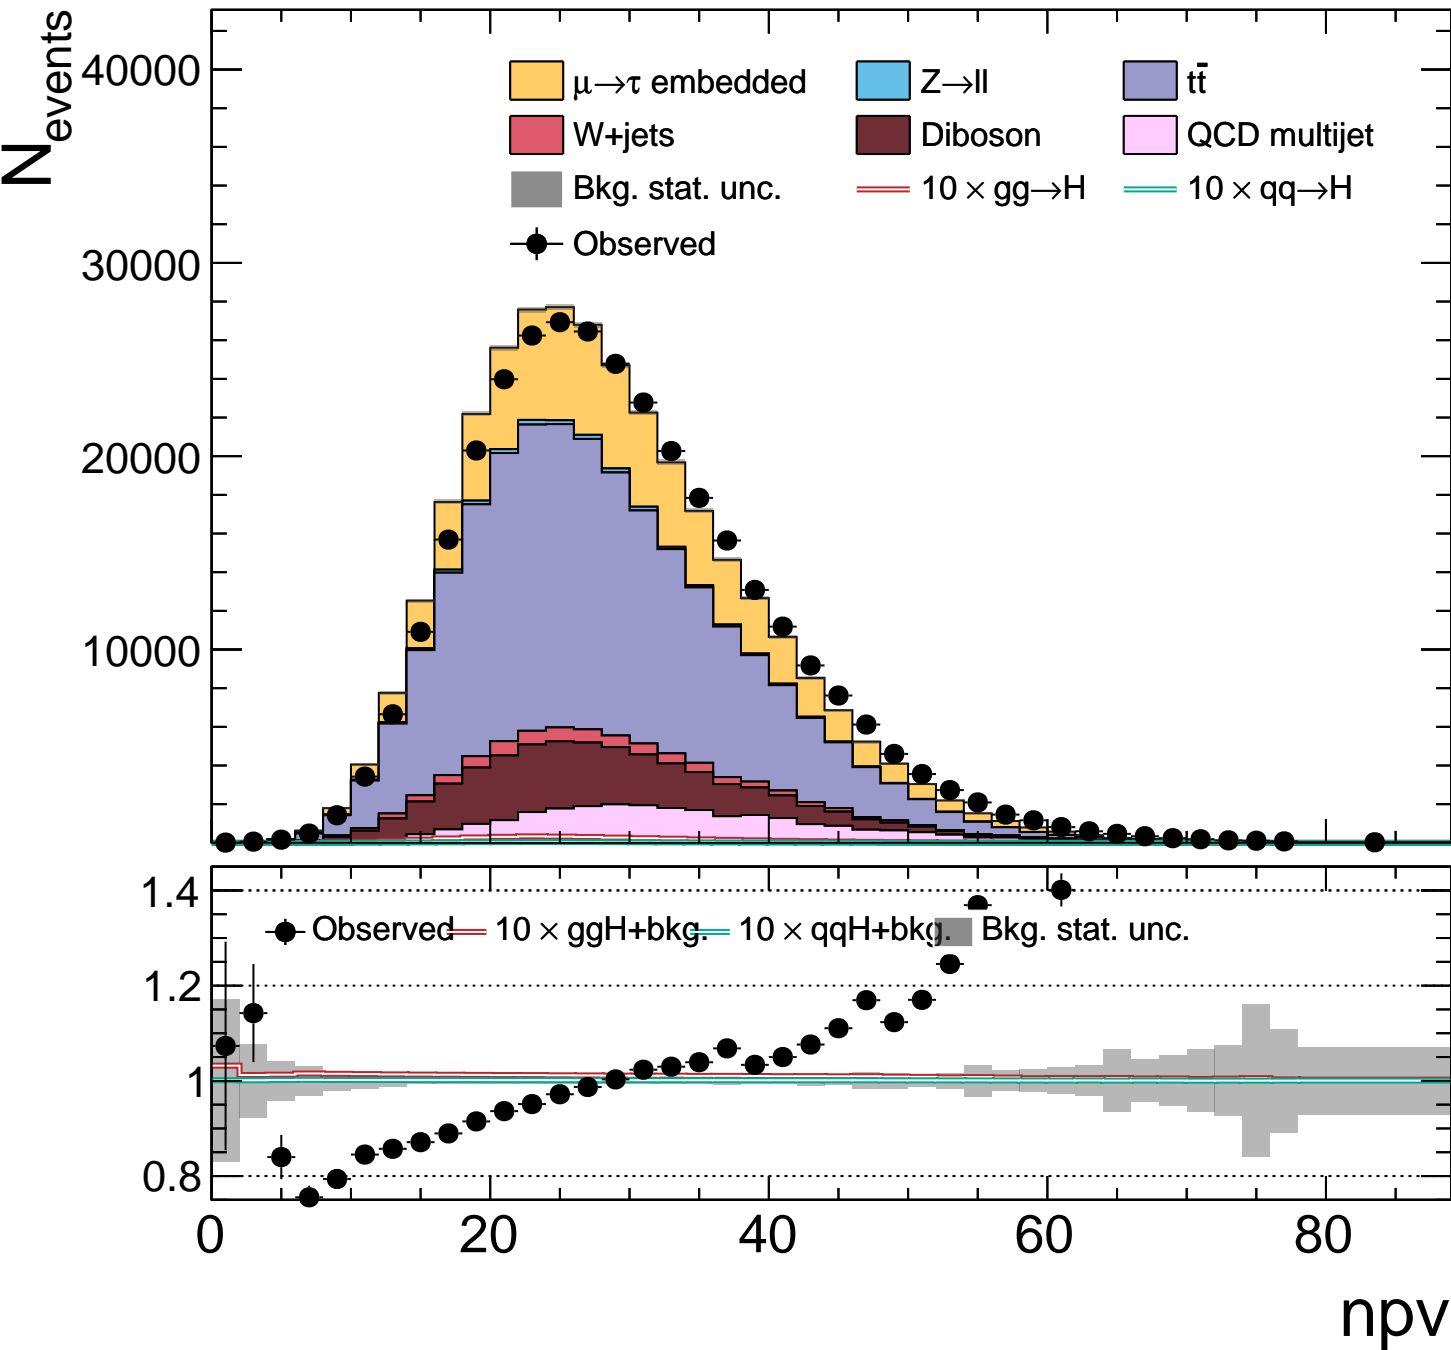 N_events
40000
30000
20000
10000
μ→τ embedded
Z→ll
tt̄
W+jets
Diboson
QCD multijet
Bkg. stat. unc.
10 × gg→H
10 × qq→H
Observed
1.4
1.2
1
0.8
Observed
10 × ggH+bkg.
10 × qqH+bkg.
Bkg. stat. unc.
0 20 40 60 80
npv